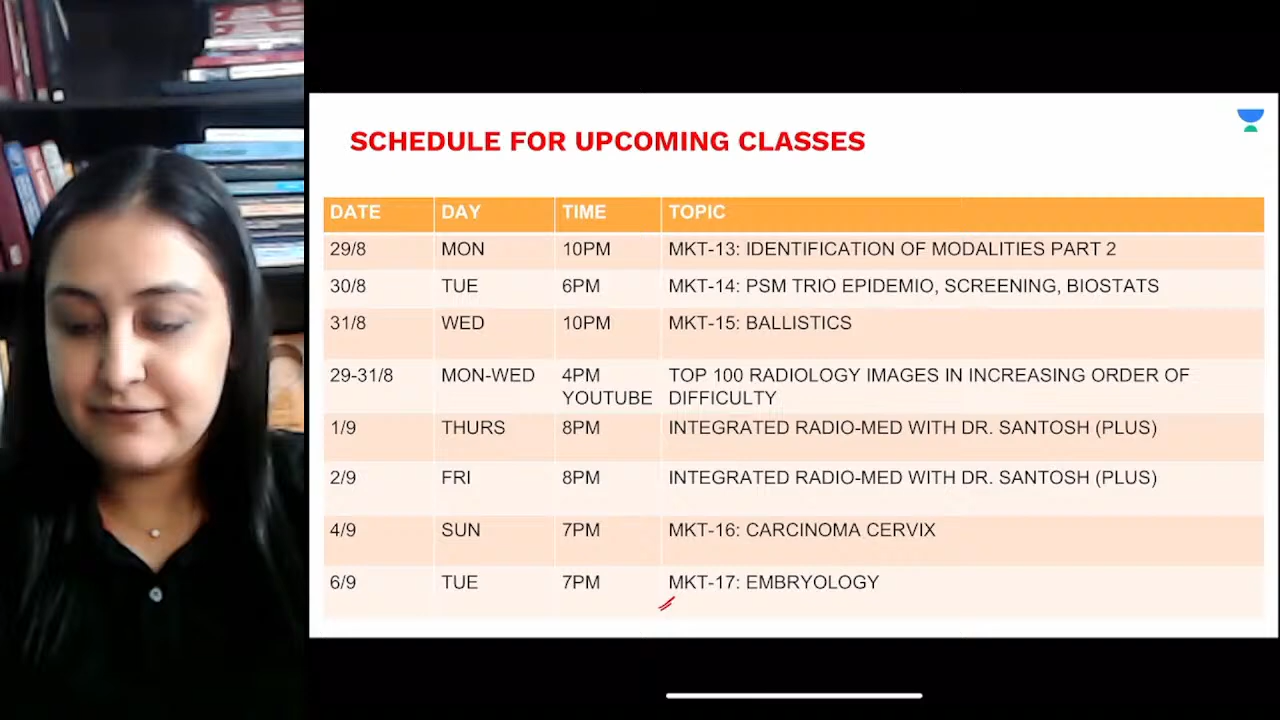 SCHEDULE FOR UPCOMING CLASSES
DATE DAY TIME TOPIC
29/8 MON 10PM MKT-13: IDENTIFICATION OF MODALITIES PART 2
30/8 TUE 6PM MKT-14: PSM TRIO EPIDEMIO, SCREENING, BIOSTATS
31/8 WED 10PM MKT-15: BALLISTICS
29-31/8 MON-WED 4PM TOP 100 RADIOLOGY IMAGES IN INCREASING ORDER OF
YOUTUBE DIFFICULTY
1/9 THURS 8PM INTEGRATED RADIO-MED WITH DR. SANTOSH (PLUS)
2/9 FRI 8PM INTEGRATED RADIO-MED WITH DR. SANTOSH (PLUS)
4/9 SUN 7PM MKT-16: CARCINOMA CERVIX
6/9 TUE 7PM MKT-17: EMBRYOLOGY